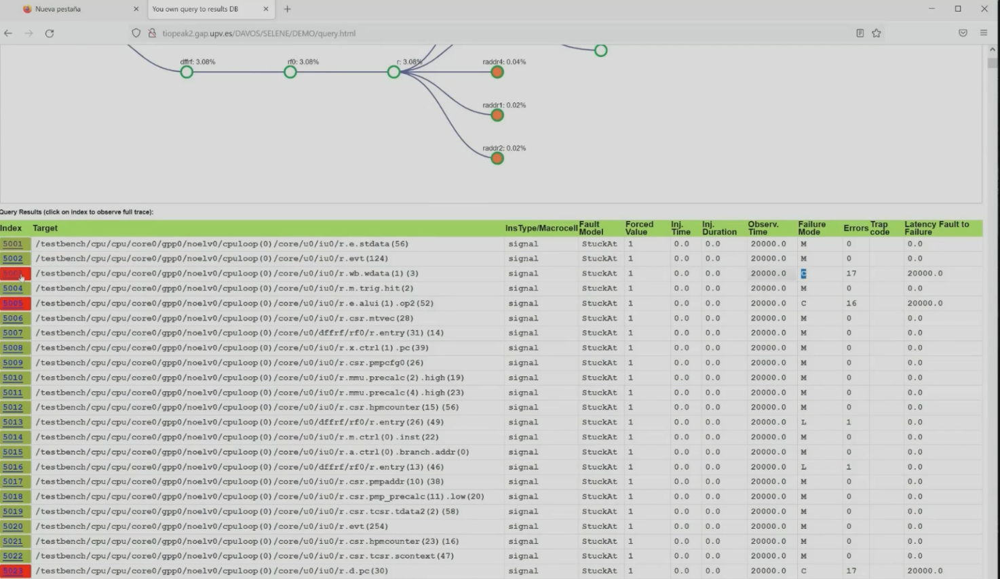 Nueva pestaña
You own query to results DB
tiopeak2.gap.upv.es/DAVOS/SELENE/DEMO/query.html
dffrf: 3.08%
rf0: 3.08%
r: 3.08%
raddr4: 0.04%
raddr1: 0.02%
raddr2: 0.02%
Query Results (click on index to observe full trace):
Index Target InsType/Macrocell Fault Model Forced Value Inj. Time Inj. Duration Observ. Time Failure Mode Errors Trap code Latency Fault to Failure
5001 /testbench/cpu/cpu/core0/gpp0/noelv0/cpuloop(0)/core/u0/iu0/r.e.stdata(56) signal StuckAt 1 0.0 0.0 20000.0 M 0 0.0
5002 /testbench/cpu/cpu/core0/gpp0/noelv0/cpuloop(0)/core/u0/iu0/r.evt(124) signal StuckAt 1 0.0 0.0 20000.0 M 0 0.0
5003 /testbench/cpu/cpu/core0/gpp0/noelv0/cpuloop(0)/core/u0/iu0/r.wb.wdata(1)(3) signal StuckAt 1 0.0 0.0 20000.0 C 17 20000.0
5004 /testbench/cpu/cpu/core0/gpp0/noelv0/cpuloop(0)/core/u0/iu0/r.m.trig.hit(2) signal StuckAt 1 0.0 0.0 20000.0 M 0 0.0
5005 /testbench/cpu/cpu/core0/gpp0/noelv0/cpuloop(0)/core/u0/iu0/r.e.alui(1).op2(52) signal StuckAt 1 0.0 0.0 20000.0 C 16 20000.0
5006 /testbench/cpu/cpu/core0/gpp0/noelv0/cpuloop(0)/core/u0/iu0/r.csr.mtvec(28) signal StuckAt 1 0.0 0.0 20000.0 M 0 0.0
5007 /testbench/cpu/cpu/core0/gpp0/noelv0/cpuloop(0)/core/u0/dffrf/rf0/r.entry(31)(14) signal StuckAt 1 0.0 0.0 20000.0 M 0 0.0
5008 /testbench/cpu/cpu/core0/gpp0/noelv0/cpuloop(0)/core/u0/iu0/r.x.ctrl(1).pc(39) signal StuckAt 1 0.0 0.0 20000.0 M 0 0.0
5009 /testbench/cpu/cpu/core0/gpp0/noelv0/cpuloop(0)/core/u0/iu0/r.csr.pmpcfg0(26) signal StuckAt 1 0.0 0.0 20000.0 M 0 0.0
5010 /testbench/cpu/cpu/core0/gpp0/noelv0/cpuloop(0)/core/u0/iu0/r.mmu.precalc(2).high(19) signal StuckAt 1 0.0 0.0 20000.0 M 0 0.0
5011 /testbench/cpu/cpu/core0/gpp0/noelv0/cpuloop(0)/core/u0/iu0/r.mmu.precalc(4).high(23) signal StuckAt 1 0.0 0.0 20000.0 M 0 0.0
5012 /testbench/cpu/cpu/core0/gpp0/noelv0/cpuloop(0)/core/u0/iu0/r.csr.hpmcounter(15)(56) signal StuckAt 1 0.0 0.0 20000.0 M 0 0.0
5013 /testbench/cpu/cpu/core0/gpp0/noelv0/cpuloop(0)/core/u0/dffrf/rf0/r.entry(26)(49) signal StuckAt 1 0.0 0.0 20000.0 L 1 0.0
5014 /testbench/cpu/cpu/core0/gpp0/noelv0/cpuloop(0)/core/u0/iu0/r.m.ctrl(0).inst(22) signal StuckAt 1 0.0 0.0 20000.0 M 0 0.0
5015 /testbench/cpu/cpu/core0/gpp0/noelv0/cpuloop(0)/core/u0/iu0/r.a.ctrl(0).branch.addr(0) signal StuckAt 1 0.0 0.0 20000.0 M 0 0.0
5016 /testbench/cpu/cpu/core0/gpp0/noelv0/cpuloop(0)/core/u0/dffrf/rf0/r.entry(13)(46) signal StuckAt 1 0.0 0.0 20000.0 L 1 0.0
5017 /testbench/cpu/cpu/core0/gpp0/noelv0/cpuloop(0)/core/u0/iu0/r.csr.pmpaddr(10)(38) signal StuckAt 1 0.0 0.0 20000.0 M 0 0.0
5018 /testbench/cpu/cpu/core0/gpp0/noelv0/cpuloop(0)/core/u0/iu0/r.csr.pmp_precalc(11).low(20) signal StuckAt 1 0.0 0.0 20000.0 M 0 0.0
5019 /testbench/cpu/cpu/core0/gpp0/noelv0/cpuloop(0)/core/u0/iu0/r.csr.tcsr.tdata2(2)(58) signal StuckAt 1 0.0 0.0 20000.0 M 0 0.0
5020 /testbench/cpu/cpu/core0/gpp0/noelv0/cpuloop(0)/core/u0/iu0/r.evt(254) signal StuckAt 1 0.0 0.0 20000.0 M 0 0.0
5021 /testbench/cpu/cpu/core0/gpp0/noelv0/cpuloop(0)/core/u0/iu0/r.csr.hpmcounter(23)(16) signal StuckAt 1 0.0 0.0 20000.0 M 0 0.0
5022 /testbench/cpu/cpu/core0/gpp0/noelv0/cpuloop(0)/core/u0/iu0/r.csr.tcsr.scontext(47) signal StuckAt 1 0.0 0.0 20000.0 M 0 0.0
5023 /testbench/cpu/cpu/core0/gpp0/noelv0/cpuloop(0)/core/u0/iu0/r.d.pc(30) signal StuckAt 1 0.0 0.0 20000.0 C 17 20000.0